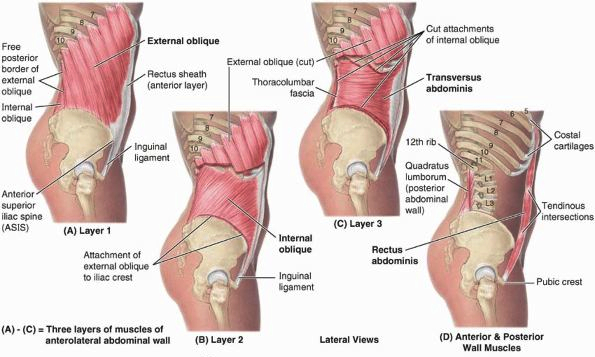 7
8
9
10
Free
posterior
border of
external
oblique
Internal
oblique
External oblique
Rectus sheath
(anterior layer)
Inguinal
ligament
Anterior
superior
iliac spine
(ASIS)
(A) Layer 1
7
8
9
10
External oblique (cut)
Thoracolumbar
fascia
Cut attachments
of internal oblique
Transversus
abdominis
(C) Layer 3
7
8
9
10
Internal
oblique
Attachment of
external oblique
to iliac crest
Inguinal
ligament
(B) Layer 2
5
6
7
8
9
10
11
12th rib
Costal
cartilages
Quadratus
lumborum
(posterior
abdominal
wall)
L1
L2
L3
Tendinous
intersections
Rectus
abdominis
Pubic crest
(A) - (C) = Three layers of muscles of
anterolateral abdominal wall
Lateral Views
(D) Anterior & Posterior
Wall Muscles